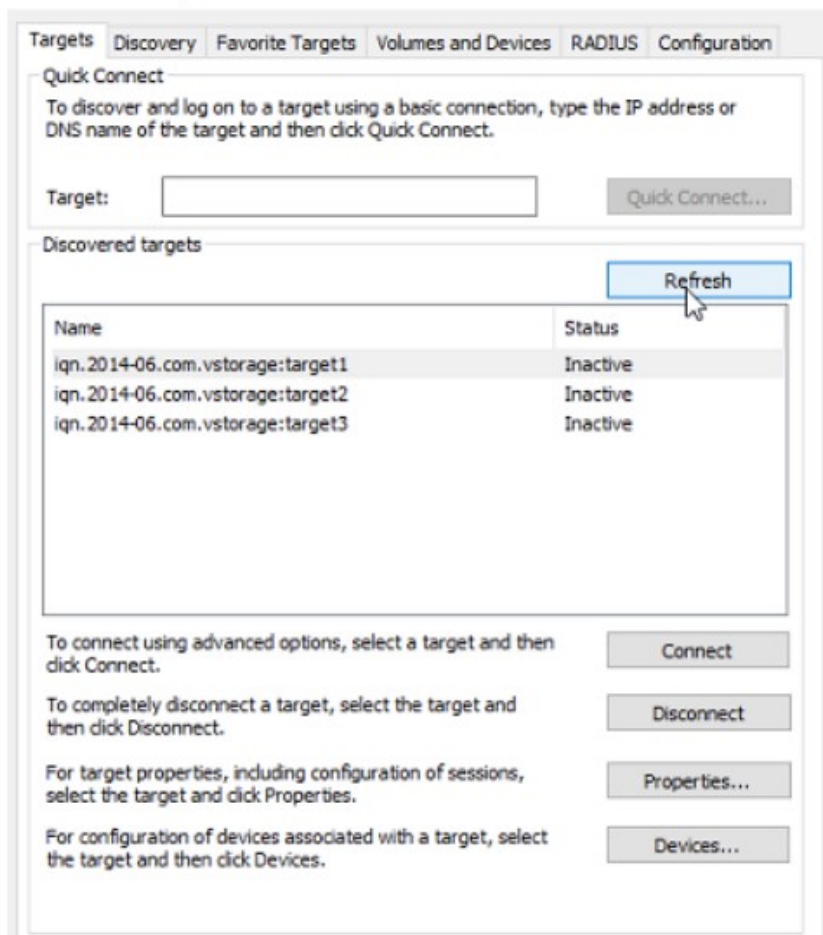 Targets Discovery Favorite Targets Volumes and Devices RADIUS Configuration
Quick Connect
To discover and log on to a target using a basic connection, type the IP address or
DNS name of the target and then click Quick Connect.
Target: Quick Connect...
Discovered targets
Refresh
Name Status
iqn.2014-06.com.vstorage:target1 Inactive
iqn.2014-06.com.vstorage:target2 Inactive
iqn.2014-06.com.vstorage:target3 Inactive
To connect using advanced options, select a target and then
click Connect.
Connect
To completely disconnect a target, select the target and
then click Disconnect.
Disconnect
For target properties, including configuration of sessions,
select the target and click Properties.
Properties...
For configuration of devices associated with a target, select
the target and then click Devices.
Devices...